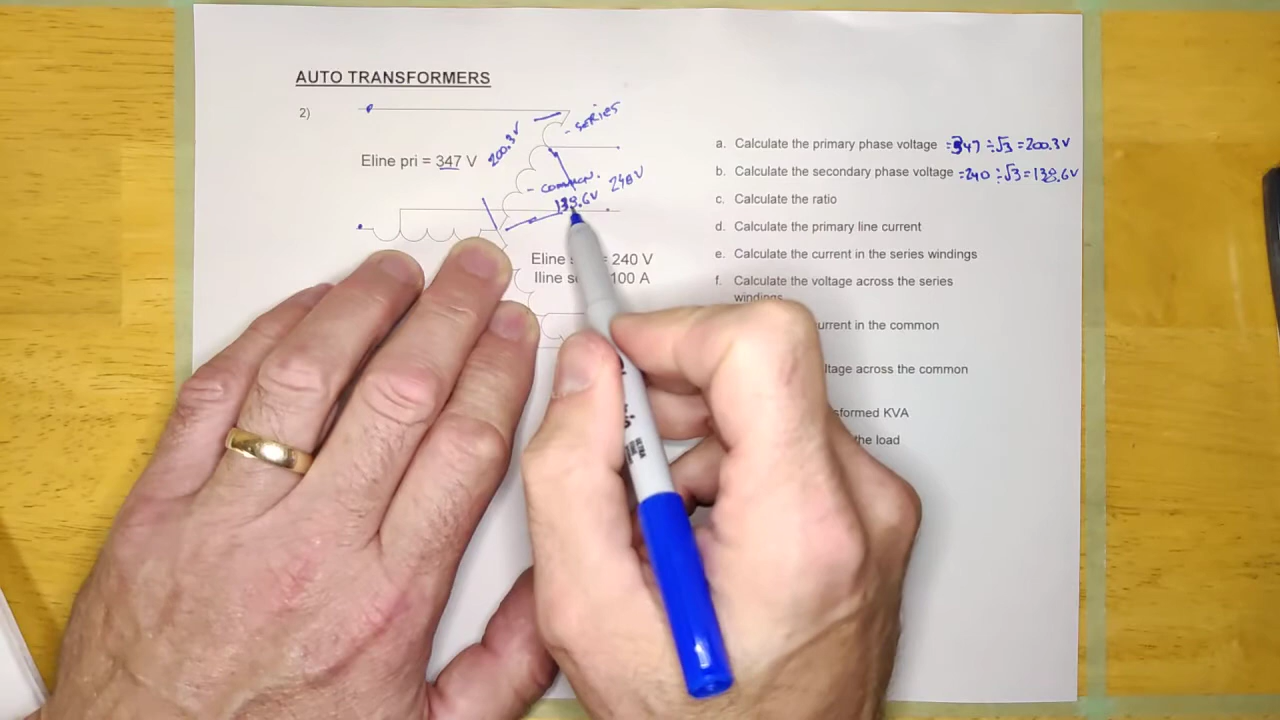 AUTO TRANSFORMERS
2)
- SERIES
200.3V
Eline pri = 347 V
- COMMON.
240V
138.6V
Eline = 240 V
Iline 100 A
a. Calculate the primary phase voltage = 347 ÷ √3 = 200.3V
b. Calculate the secondary phase voltage = 240 ÷ √3 = 138.6V
c. Calculate the ratio
d. Calculate the primary line current
e. Calculate the current in the series windings
f. Calculate the voltage across the series
windings
urrent in the common
ltage across the common
sformed KVA
the load